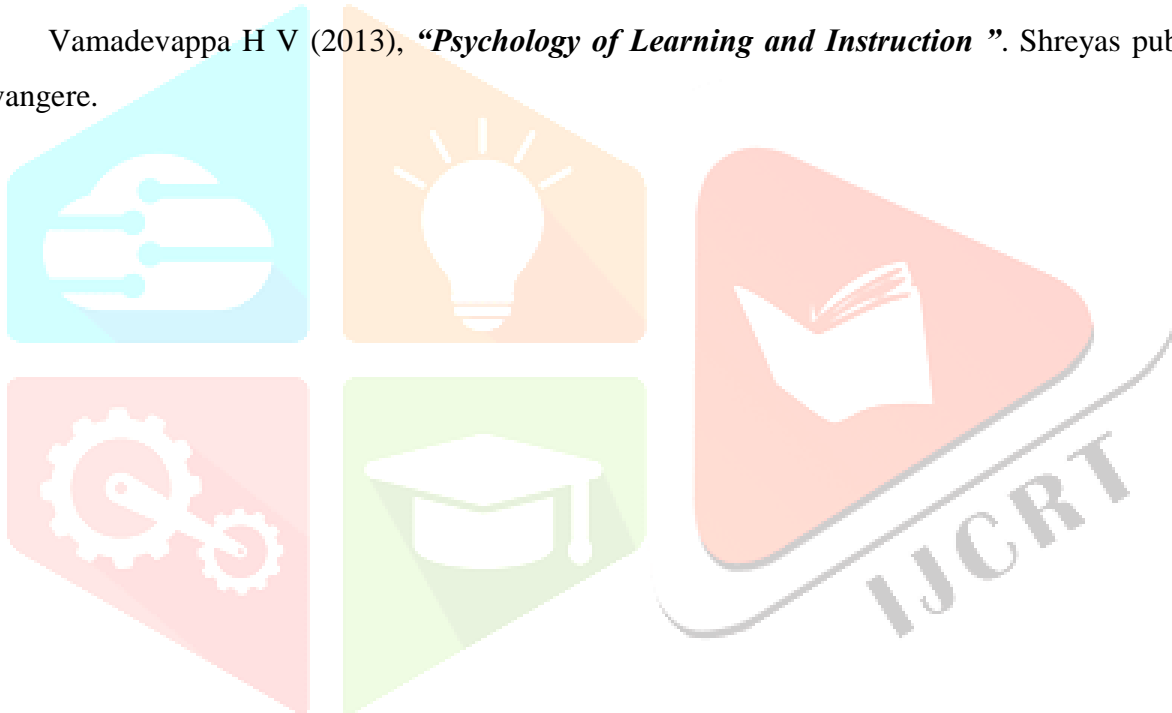 Vamadevappa H V (2013), “Psychology of Learning and Instruction ”. Shreyas pub
vangere.
IJCRT